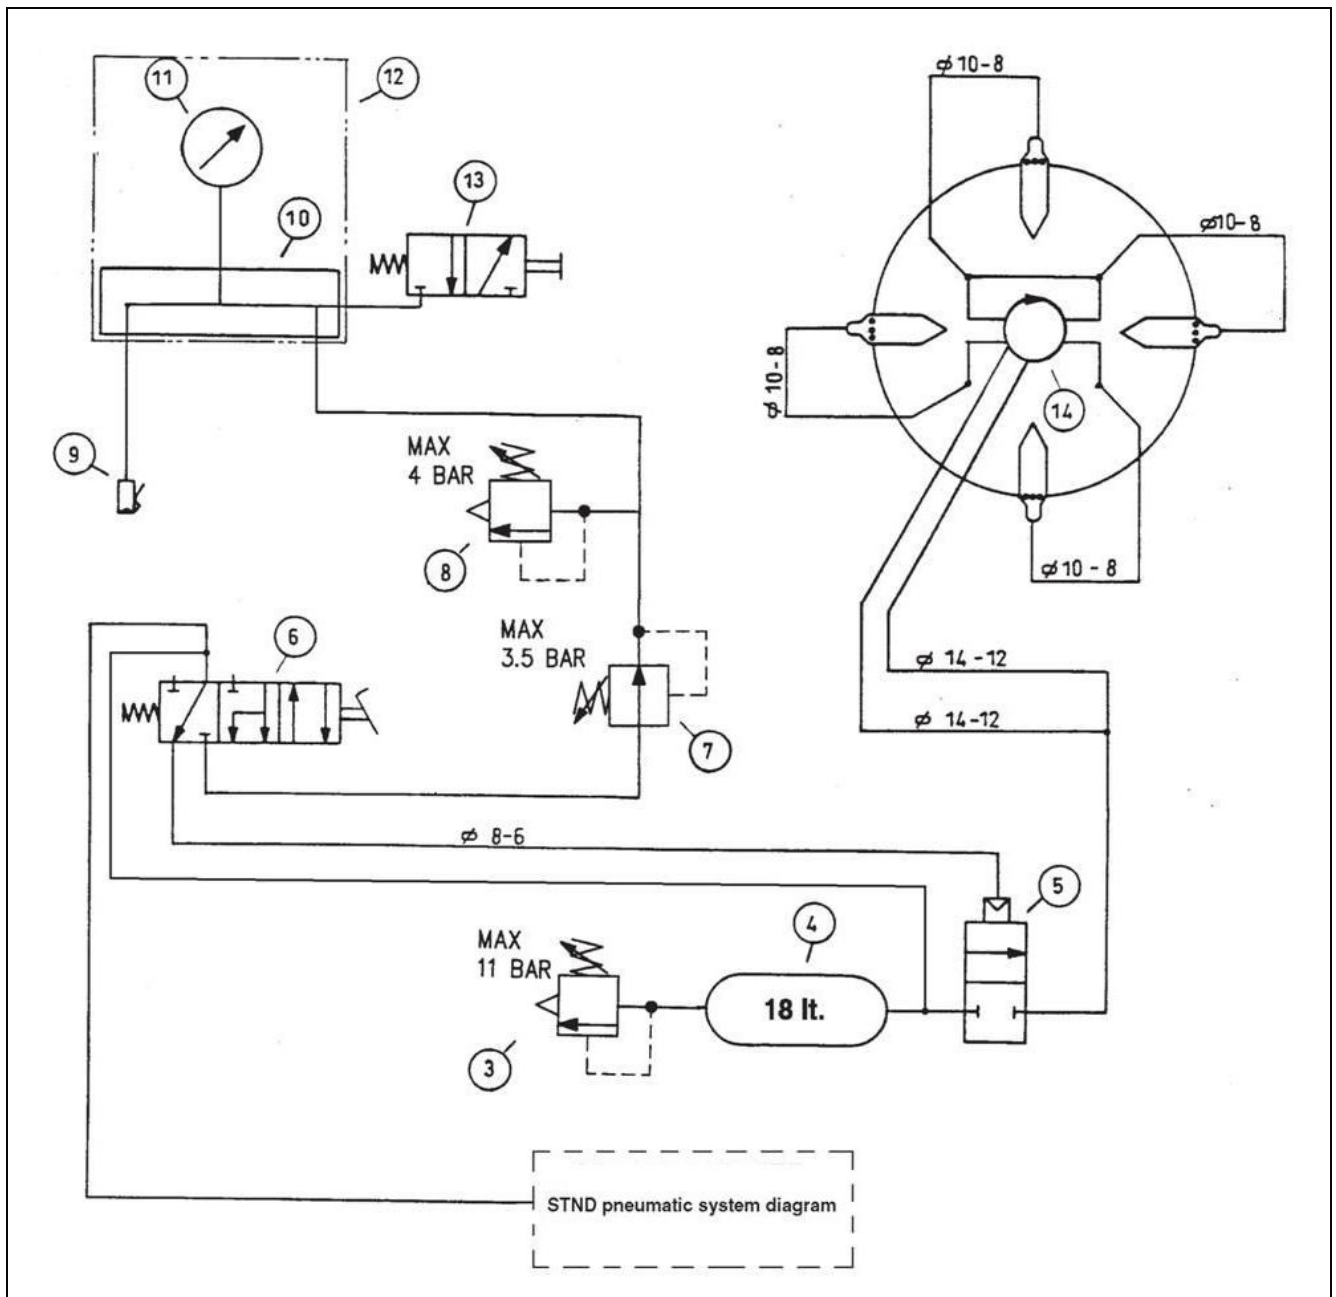 11
12
ø 10-8
13
10
ø10-8
ø 10-8
14
9
MAX
4 BAR
8
ø 10-8
6
MAX
3.5 BAR
ø 14-12
ø 14-12
7
ø 8-6
5
4
MAX
11 BAR
18 lt.
3
STND pneumatic system diagram